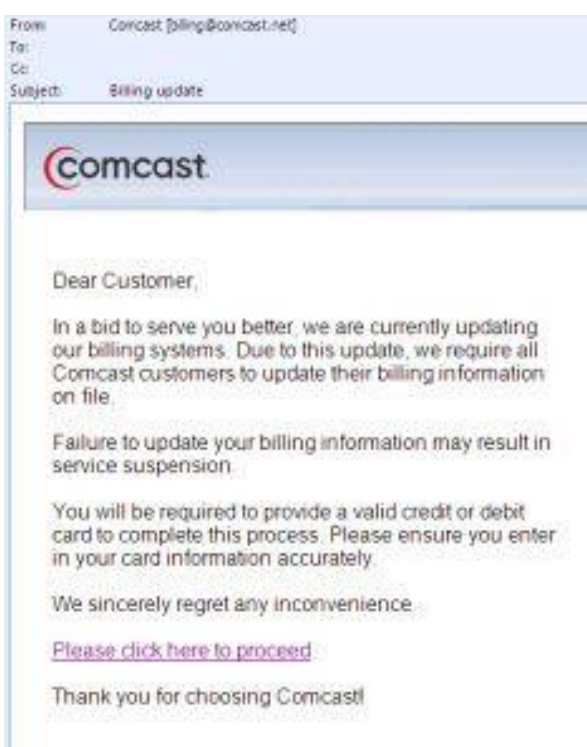 From: Comcast [billing@comcast.net]
To:
Cc:
Subject: Billing update
comcast.
Dear Customer,
In a bid to serve you better, we are currently updating
our billing systems. Due to this update, we require all
Comcast customers to update their billing information
on file.
Failure to update your billing information may result in
service suspension.
You will be required to provide a valid credit or debit
card to complete this process. Please ensure you enter
in your card information accurately.
We sincerely regret any inconvenience.
Please click here to proceed
Thank you for choosing Comcast!